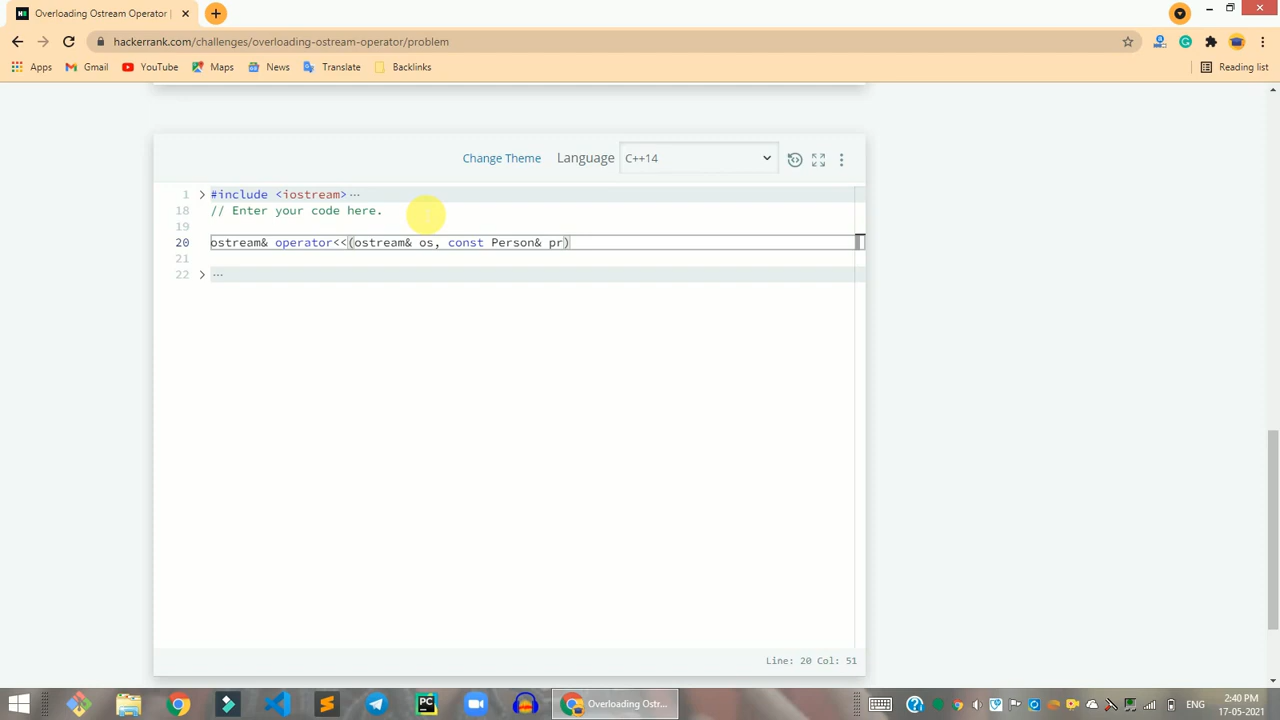 Overloading Ostream Operator |
hackerrank.com/challenges/overloading-ostream-operator/problem
Apps Gmail YouTube Maps News Translate Backlinks Reading list
Change Theme Language C++14
1 #include <iostream> ···
18 // Enter your code here.
19
20 ostream& operator<<(ostream& os, const Person& pr)
21
22 ···
Line: 20 Col: 51
Overloading Ostr... ENG 2:40 PM
17-05-2021